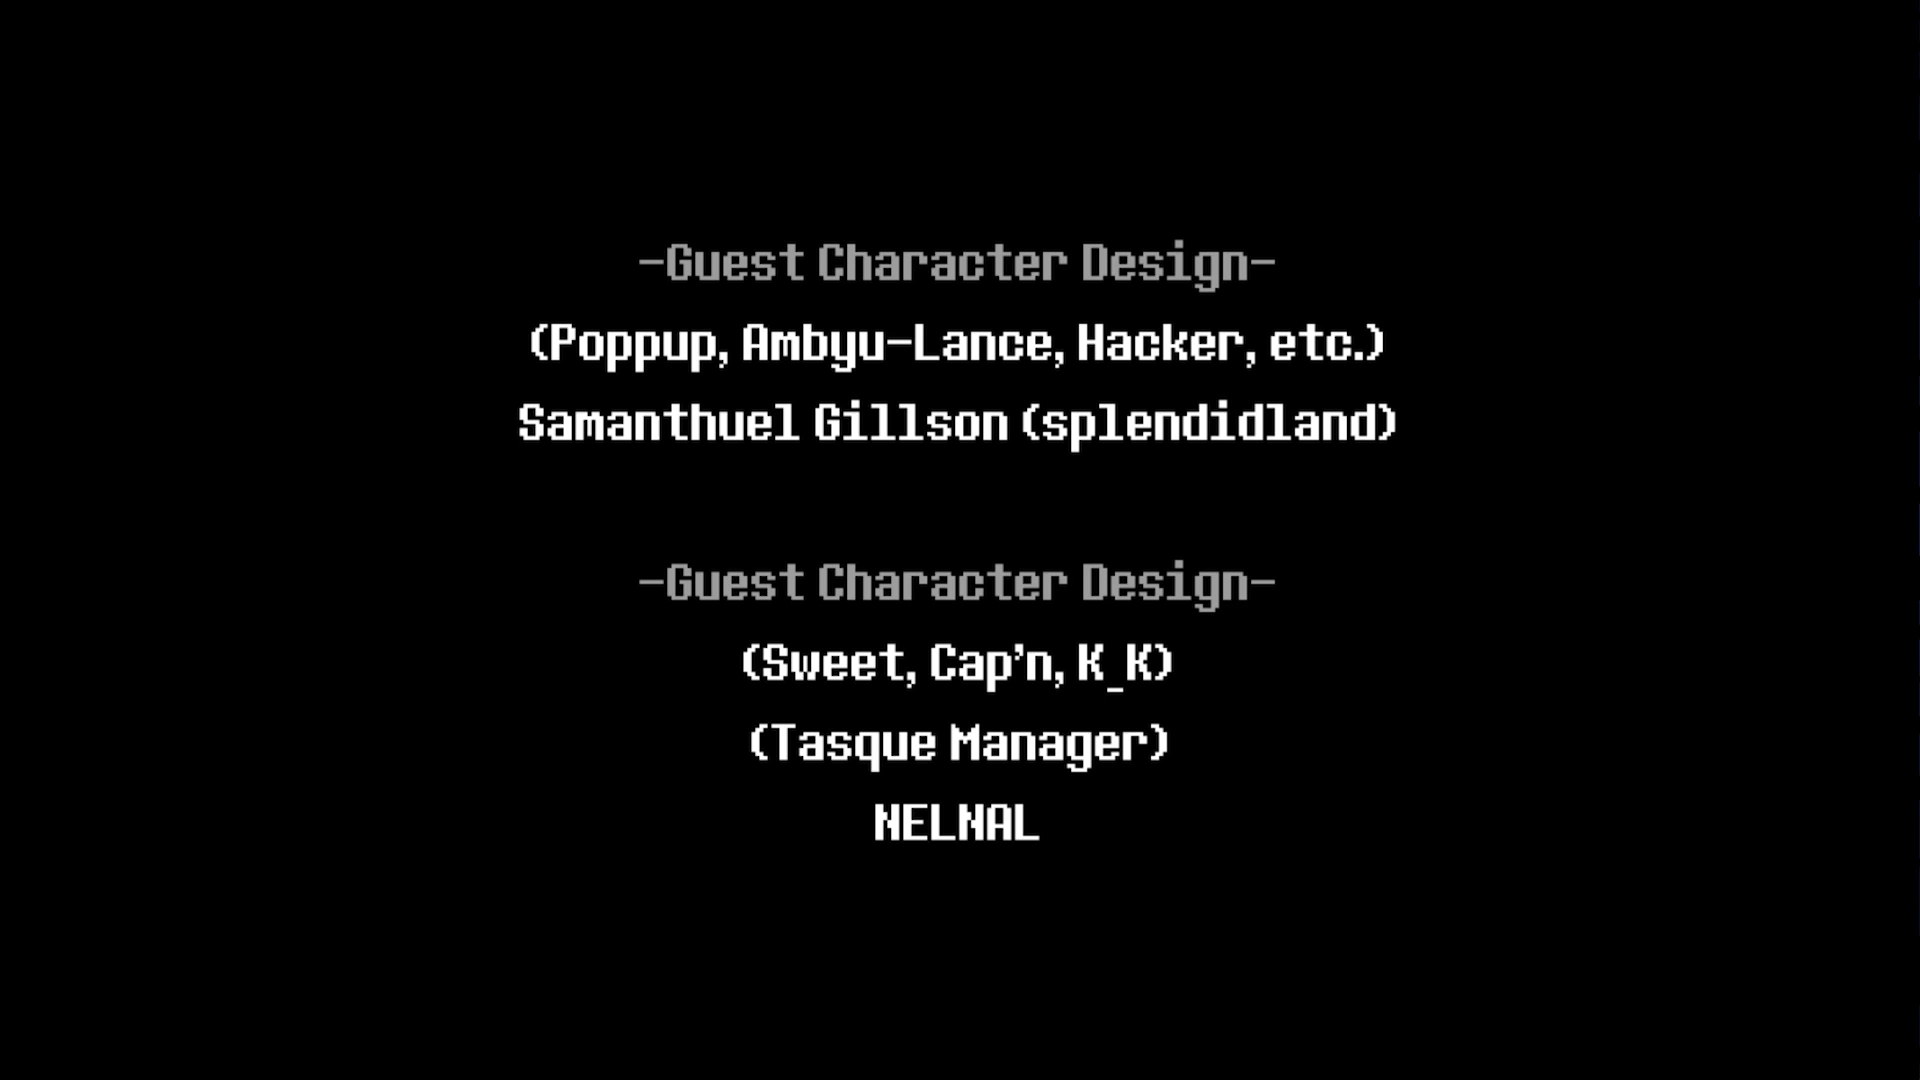 -Guest Character Design-
(Poppup, Ambyu-Lance, Hacker, etc.)
Samanthuel Gillson (splendidland)
-Guest Character Design-
(Sweet, Cap'n, K_K)
(Tasque Manager)
NELNAL